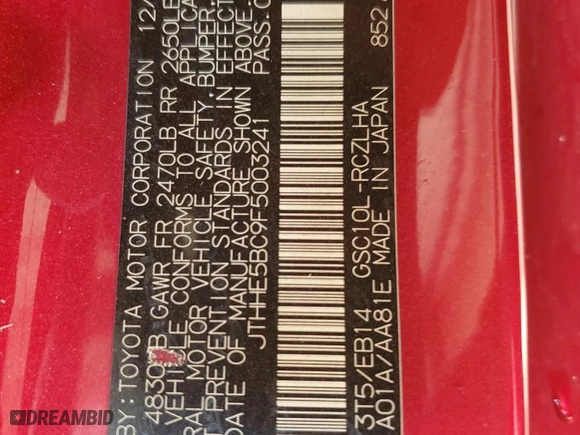 BY: TOYOTA MOTOR CORPORATION 12/
4830LB GAWR FR 2470LB RR 2650LB
VEHICLE CONFORMS TO ALL APPLICA
RAL MOTOR VEHICLE SAFETY, BUMPER,
T PREVENTION STANDARDS IN EFFECT
DATE OF MANUFACTURE SHOWN ABOVE.
JTHHE5BC9F5003241 PASS.C
3T5/EB14 GSC10L-RCZLHA
A01A/AA81E MADE IN JAPAN 852
DREAMBID